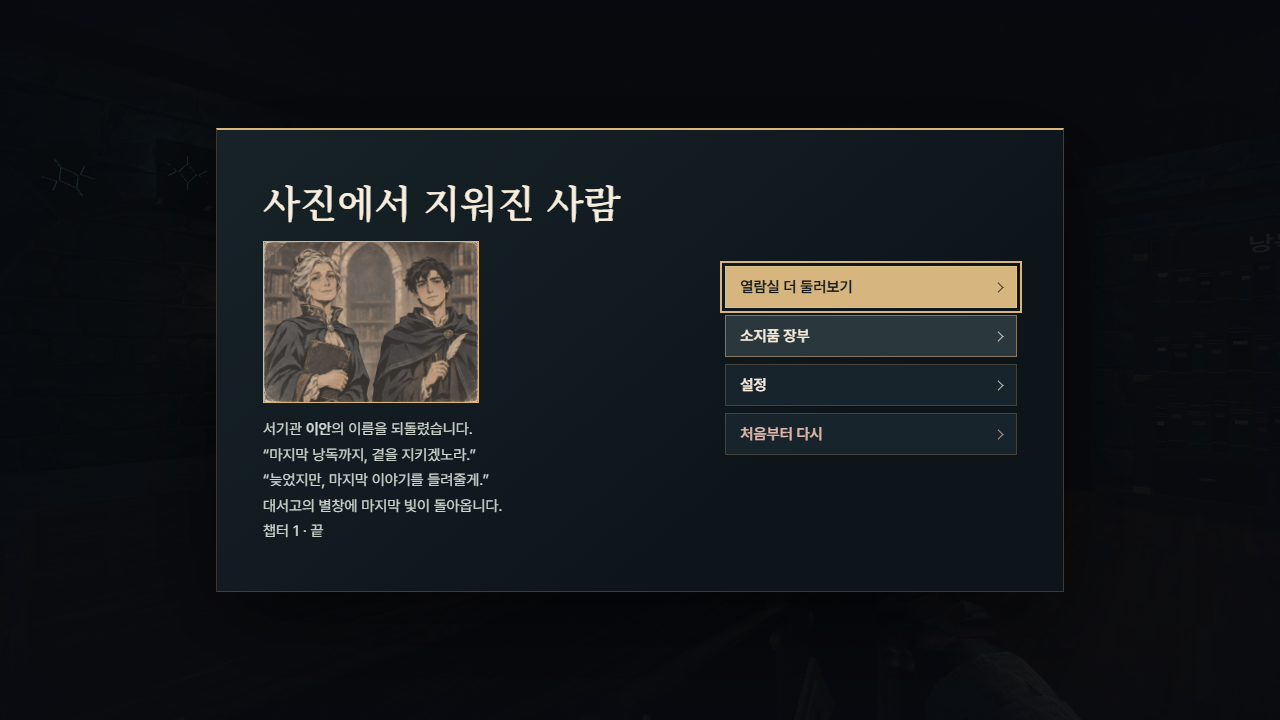 사진에서 지워진 사람
서기관 이안의 이름을 되돌렸습니다.
“마지막 낭독까지, 곁을 지키겠노라.”
“늦었지만, 마지막 이야기를 들려줄게.”
대서고의 별창에 마지막 빛이 돌아옵니다.
챕터 1 · 끝
열람실 더 둘러보기
소지품 장부
설정
처음부터 다시